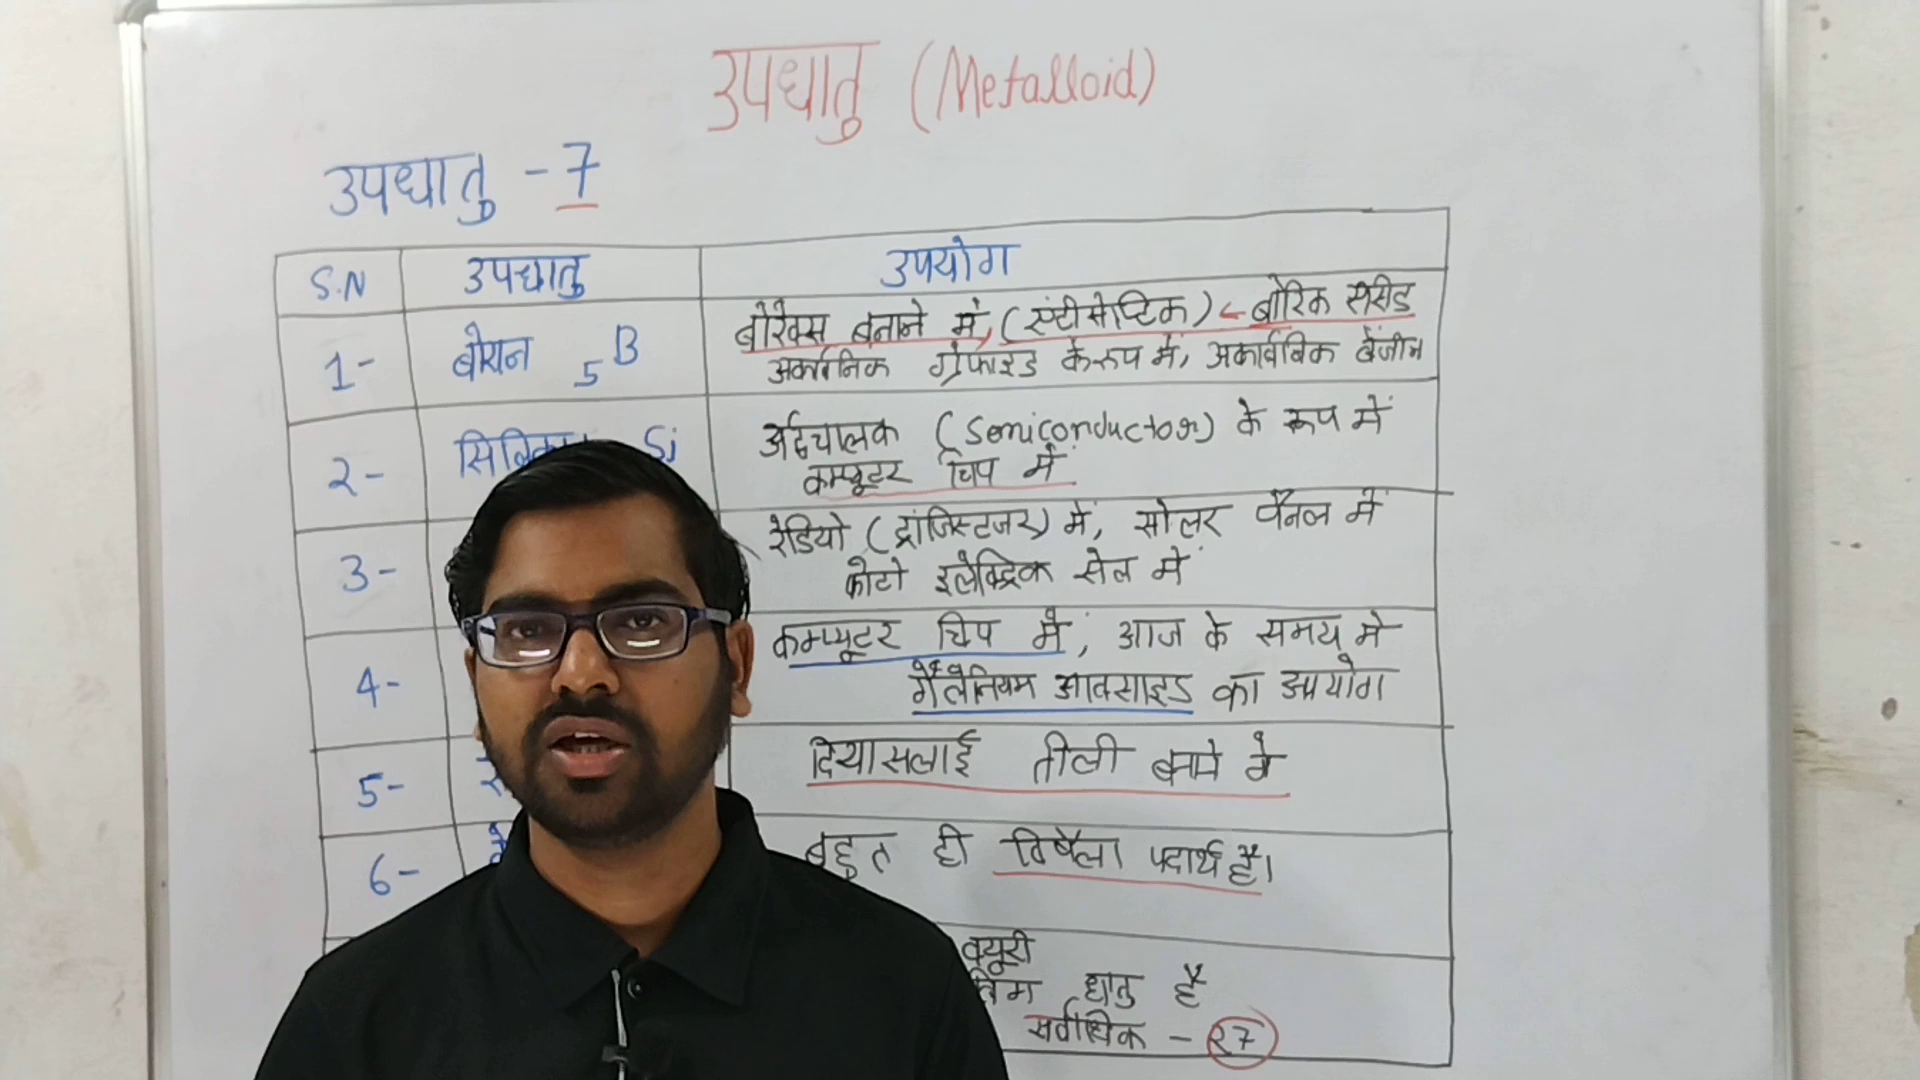 उपधातु (Metalloid)
उपधातु - 7
S.N उपधातु उपयोग
1- बोरान 5B बोरेक्स बनाने में, (एंटीसेप्टिक) ← बोरिक एसीड
अकार्बनिक ग्रेफाइड के रूप में, अकार्बनिक बेंजीन
2- Si अर्द्धचालक (Semiconductor) के रूप में
कम्प्यूटर चिप में
3- रेडियो (ट्रांजिस्टजर) में, सोलर पैनल में
फोटो इलैक्ट्रिक सेल में
4- कम्प्यूटर चिप में, आज के समय में
गैलेनियम आक्साइड का उपयोग
5- दियासलाई तीली बनाने में
6- बहुत ही विषैला पदार्थ है।
क्यूरी
धातु है
सर्वाधिक - 27